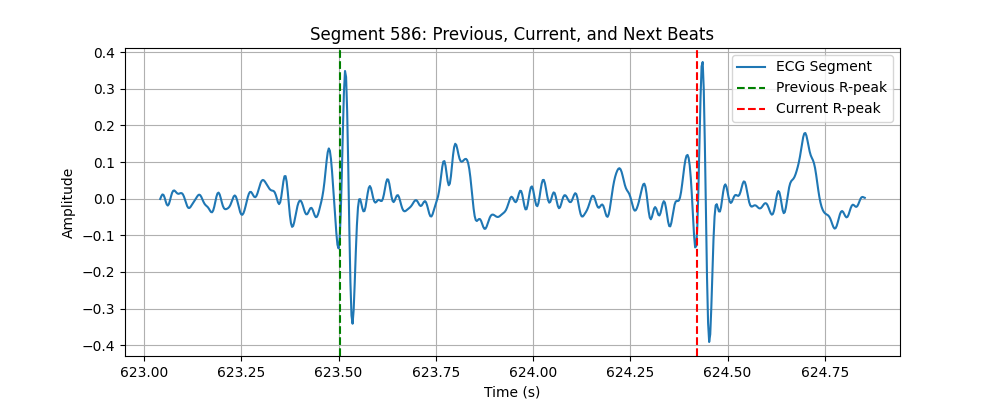 Segment 586: Previous, Current, and Next Beats
ECG Segment
Previous R-peak
Current R-peak
Amplitude
0.4
0.3
0.2
0.1
0.0
−0.1
−0.2
−0.3
−0.4
623.00 623.25 623.50 623.75 624.00 624.25 624.50 624.75
Time (s)